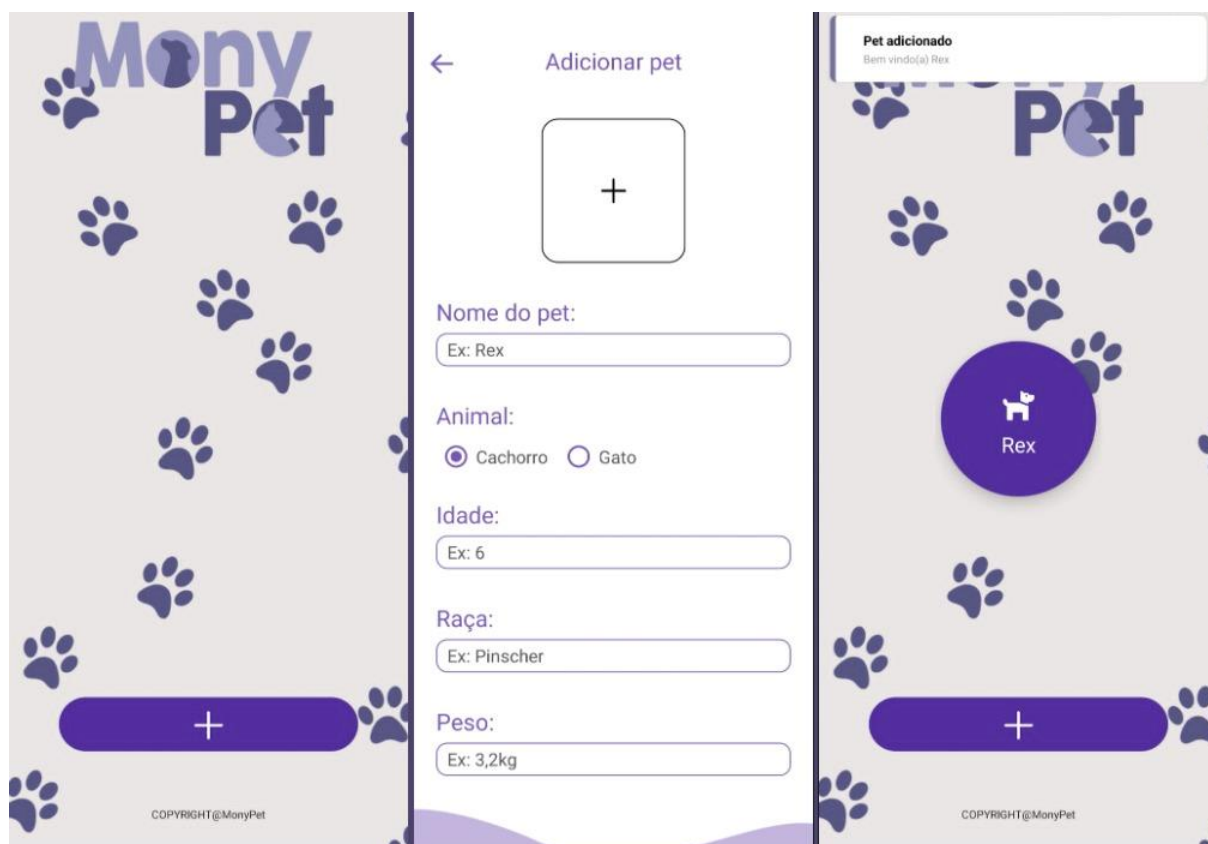 Mony
Pet
+
COPYRIGHT@MonyPet
Adicionar pet
+
Nome do pet:
Ex: Rex
Animal:
Cachorro
Gato
Idade:
Ex: 6
Raça:
Ex: Pinscher
Peso:
Ex: 3,2kg
Pet adicionado
Bem vindo(a) Rex
Pet
Rex
+
COPYRIGHT@MonyPet